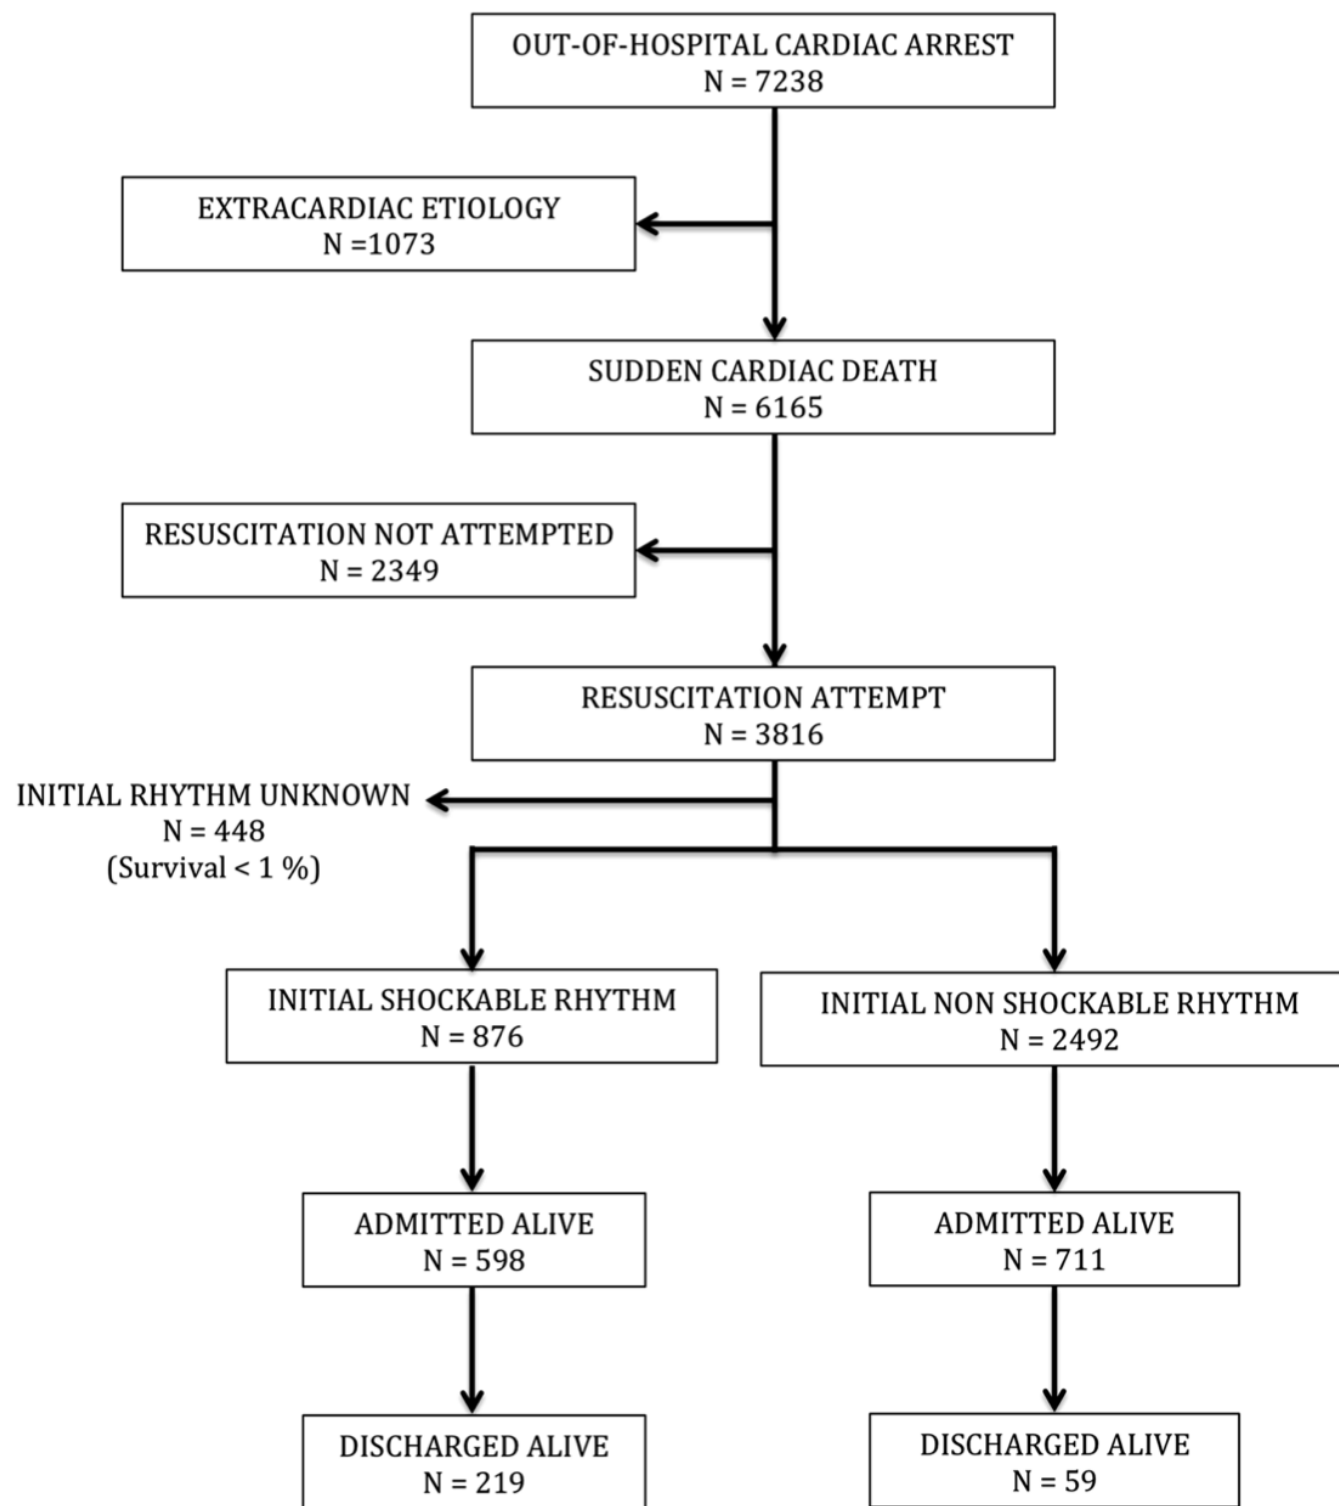 OUT-OF-HOSPITAL CARDIAC ARREST
N = 7238
EXTRACARDIAC ETIOLOGY
N =1073
SUDDEN CARDIAC DEATH
N = 6165
RESUSCITATION NOT ATTEMPTED
N = 2349
RESUSCITATION ATTEMPT
N = 3816
INITIAL RHYTHM UNKNOWN
N = 448
(Survival < 1 %)
INITIAL SHOCKABLE RHYTHM
N = 876
INITIAL NON SHOCKABLE RHYTHM
N = 2492
ADMITTED ALIVE
N = 598
ADMITTED ALIVE
N = 711
DISCHARGED ALIVE
N = 219
DISCHARGED ALIVE
N = 59